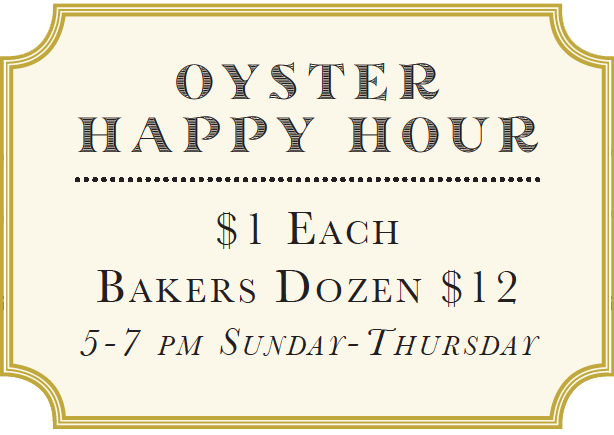 OYSTER
HAPPY HOUR
$1 EACH
BAKERS DOZEN $12
5-7 PM SUNDAY-THURSDAY